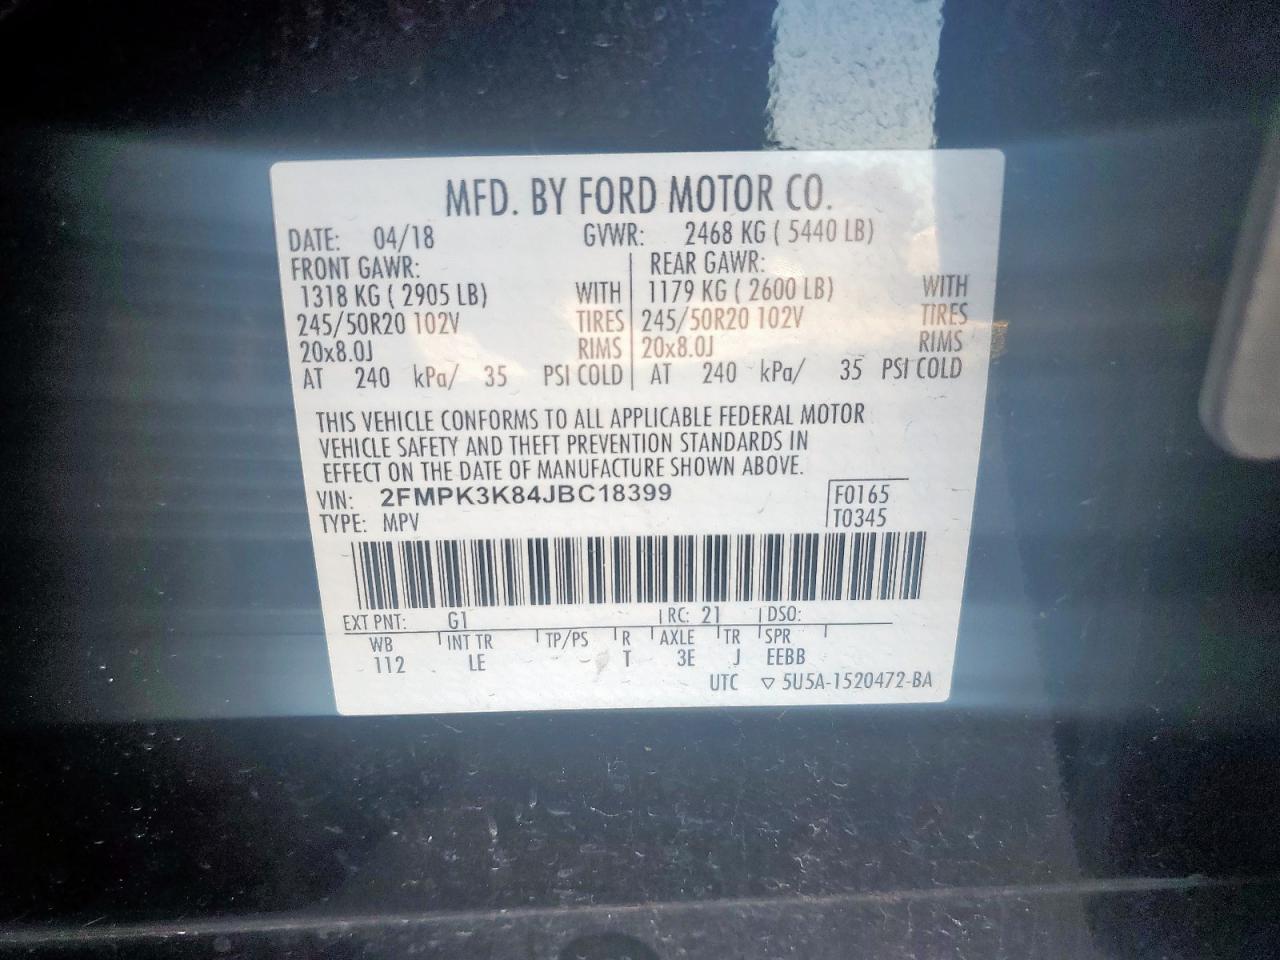 MFD. BY FORD MOTOR CO.
DATE: 04/18 GVWR: 2468 KG ( 5440 LB)
FRONT GAWR: REAR GAWR:
1318 KG ( 2905 LB) WITH 1179 KG ( 2600 LB) WITH
245/50R20 102V TIRES 245/50R20 102V TIRES
20x8.0J RIMS 20x8.0J RIMS
AT 240 kPa/ 35 PSI COLD AT 240 kPa/ 35 PSI COLD
THIS VEHICLE CONFORMS TO ALL APPLICABLE FEDERAL MOTOR
VEHICLE SAFETY AND THEFT PREVENTION STANDARDS IN
EFFECT ON THE DATE OF MANUFACTURE SHOWN ABOVE.
VIN: 2FMPK3K84JBC18399 F0165
TYPE: MPV T0345
EXT PNT: G1 RC: 21 DSO:
WB INT TR TP/PS R AXLE TR SPR
112 LE T 3E J EEBB
UTC ▽ 5U5A-1520472-BA